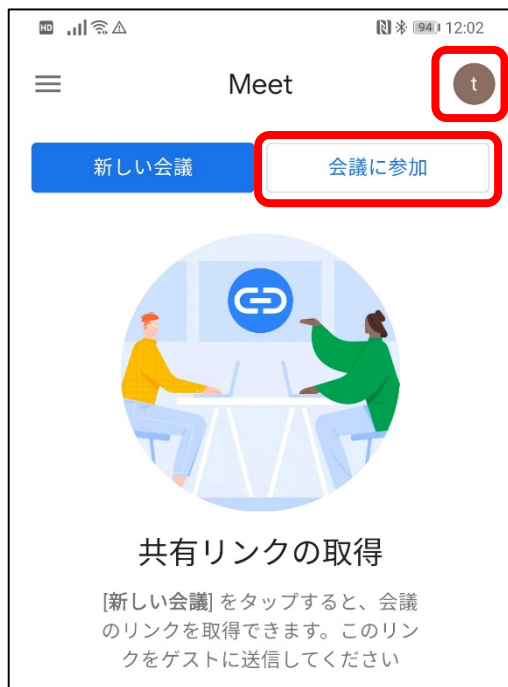 HD 94 12:02
Meet t
新しい会議 会議に参加
共有リンクの取得
[新しい会議] をタップすると、会議
のリンクを取得できます。このリン
クをゲストに送信してください